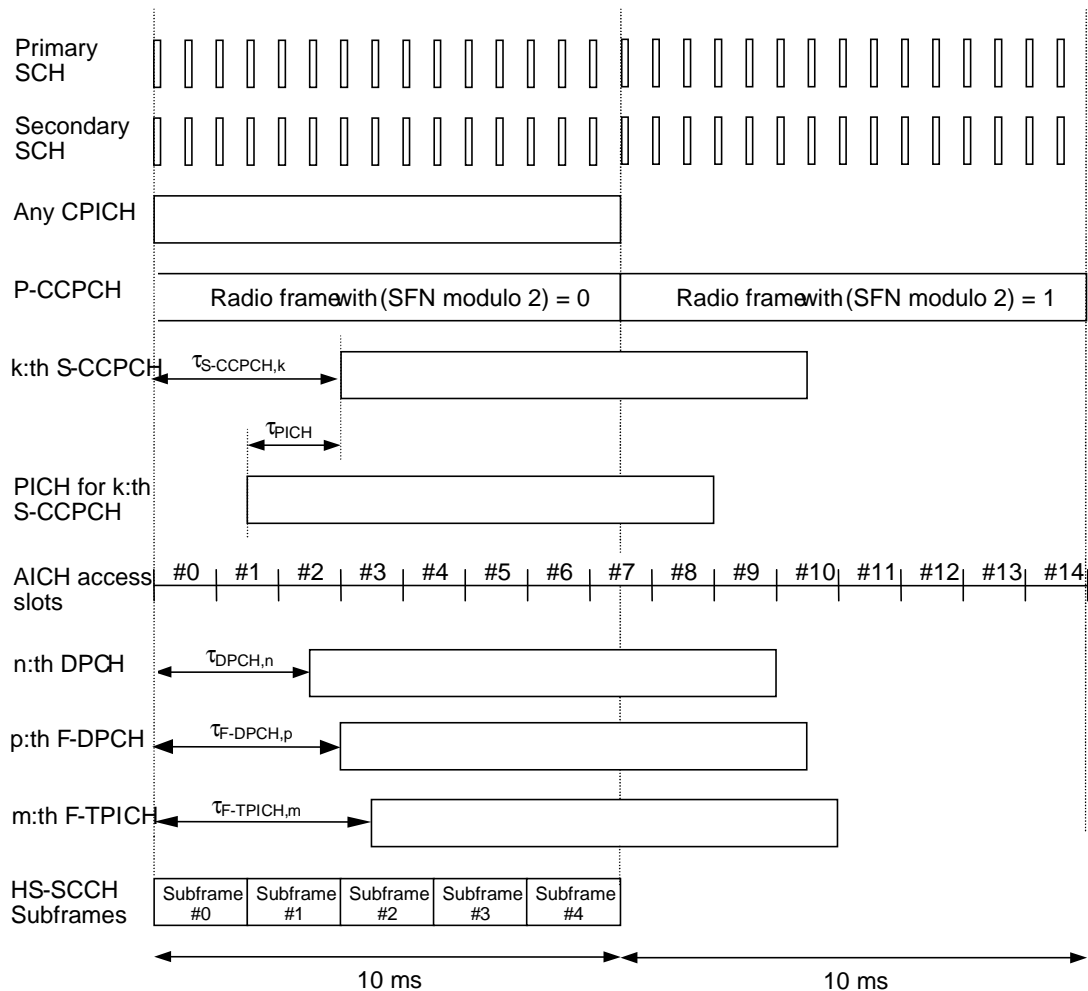 Primary
SCH
Secondary
SCH
Any CPICH
P-CCPCH
Radio frame with (SFN modulo 2) = 0
Radio frame with (SFN modulo 2) = 1
k:th S-CCPCH
τS-CCPCH,k
τPICH
PICH for k:th
S-CCPCH
AICH access
slots
#0 #1 #2 #3 #4 #5 #6 #7 #8 #9 #10 #11 #12 #13 #14
n:th DPCH
τDPCH,n
p:th F-DPCH
τF-DPCH,p
m:th F-TPICH
τF-TPICH,m
HS-SCCH
Subframes
Subframe
#0
Subframe
#1
Subframe
#2
Subframe
#3
Subframe
#4
10 ms
10 ms